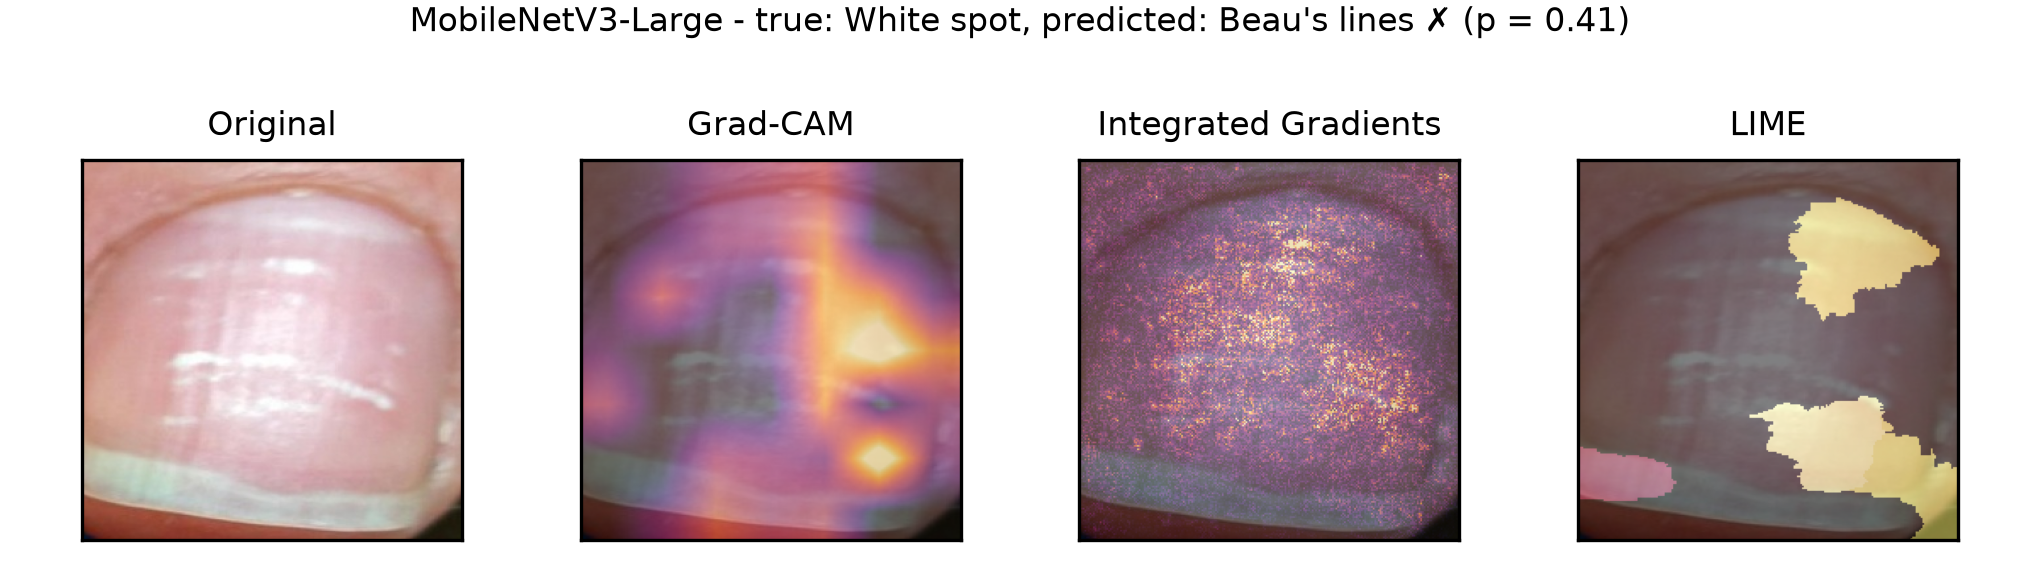 MobileNetV3-Large - true: White spot, predicted: Beau's lines ✗ (p = 0.41)
Original
Grad-CAM
Integrated Gradients
LIME